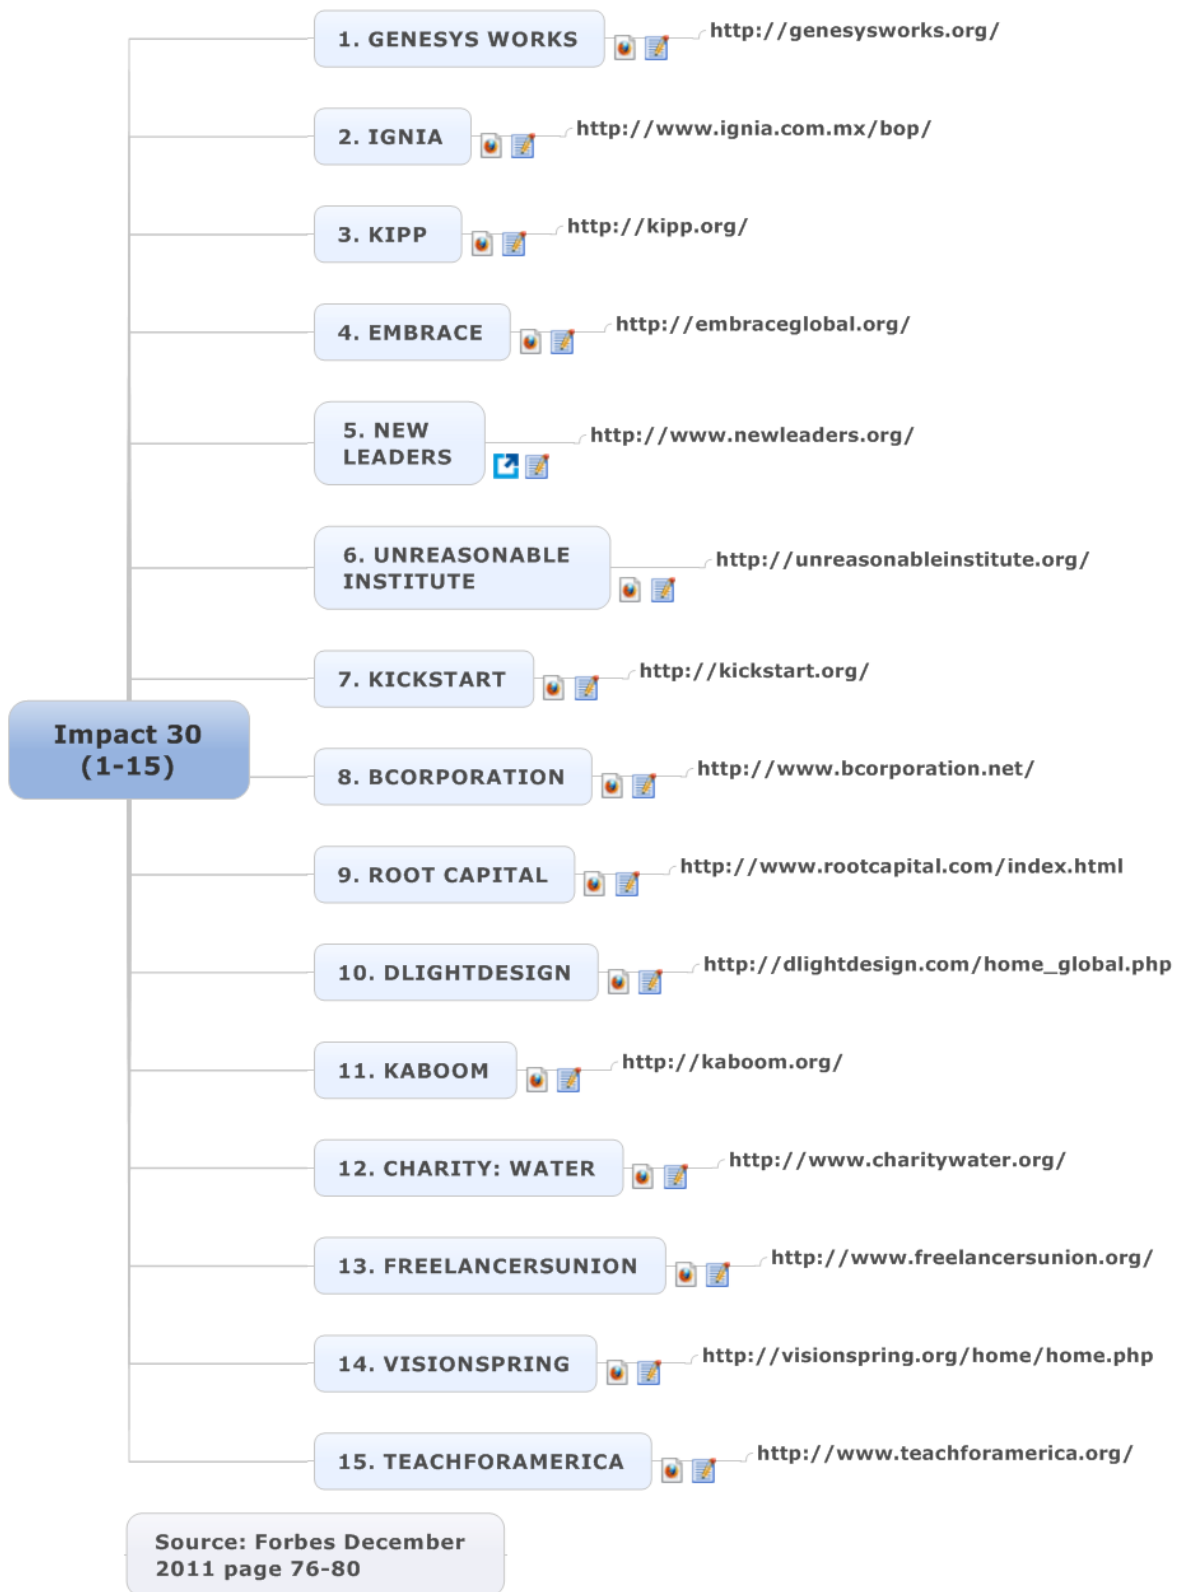 1. GENESYS WORKS
http://genesysworks.org/
2. IGNIA
http://www.ignia.com.mx/bop/
3. KIPP
http://kipp.org/
4. EMBRACE
http://embraceglobal.org/
5. NEW
LEADERS
http://www.newleaders.org/
6. UNREASONABLE
INSTITUTE
http://unreasonableinstitute.org/
7. KICKSTART
http://kickstart.org/
Impact 30
(1-15)
8. BCORPORATION
http://www.bcorporation.net/
9. ROOT CAPITAL
http://www.rootcapital.com/index.html
10. DLIGHTDESIGN
http://dlightdesign.com/home_global.php
11. KABOOM
http://kaboom.org/
12. CHARITY: WATER
http://www.charitywater.org/
13. FREELANCERSUNION
http://www.freelancersunion.org/
14. VISIONSPRING
http://visionspring.org/home/home.php
15. TEACHFORAMERICA
http://www.teachforamerica.org/
Source: Forbes December
2011 page 76-80